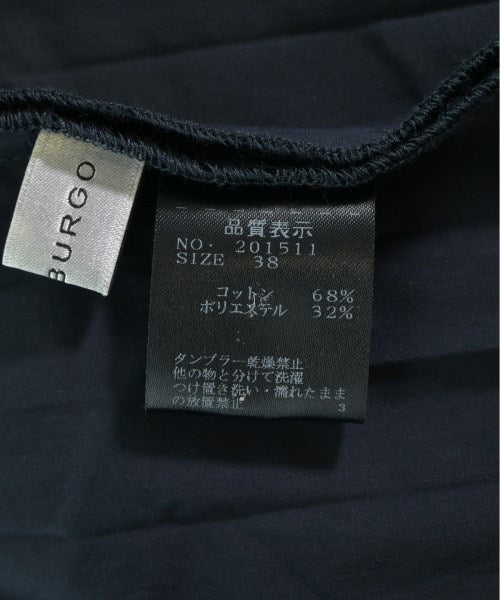 BURGO
品質表示
NO. 201511
SIZE 38
コットン 68%
ポリエステル 32%
タンブラー乾燥禁止
他の物と分けて洗濯
つけ置き洗い・濡れたまま
の放置禁止
3